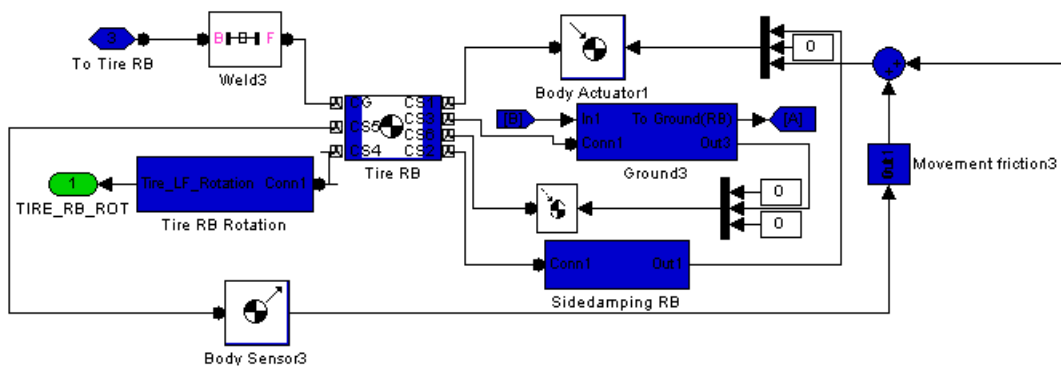 3
To Tire RB
B
F
Weld3
CG
CS5
CS4
CS1
CS3
CS6
CS2
Tire RB
Body Actuator1
0
[B]
In1
To Ground(RB)
Conn1
Out3
Ground3
[A]
Out1
Movement friction3
1
TIRE_RB_ROT
Tire_LF_Rotation
Conn1
Tire RB Rotation
0
0
Conn1
Out1
Sidedamping RB
Body Sensor3